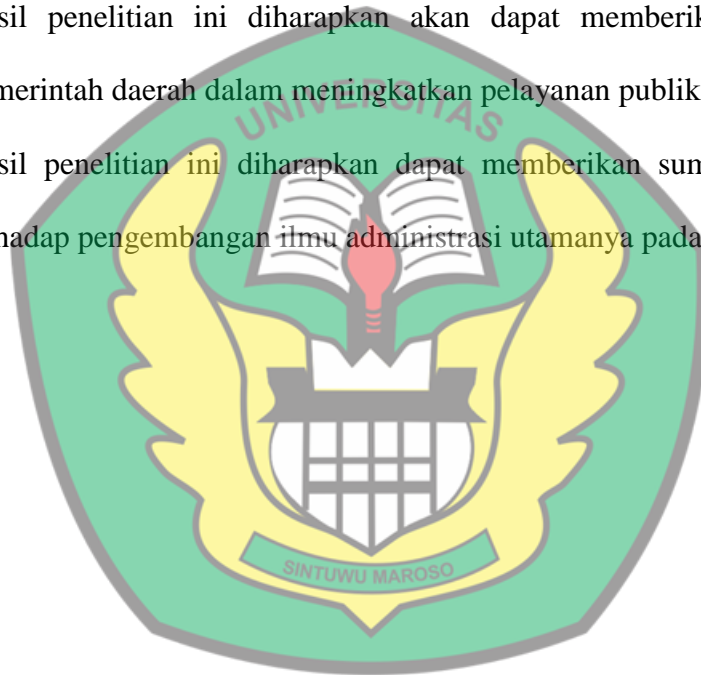 sil penelitian ini diharapkan akan dapat memberik
merintah daerah dalam meningkatkan pelayanan publik
sil penelitian ini diharapkan dapat memberikan sum
hadap pengembangan ilmu administrasi utamanya pada
UNIVERSITAS
SINTUWU MAROSO